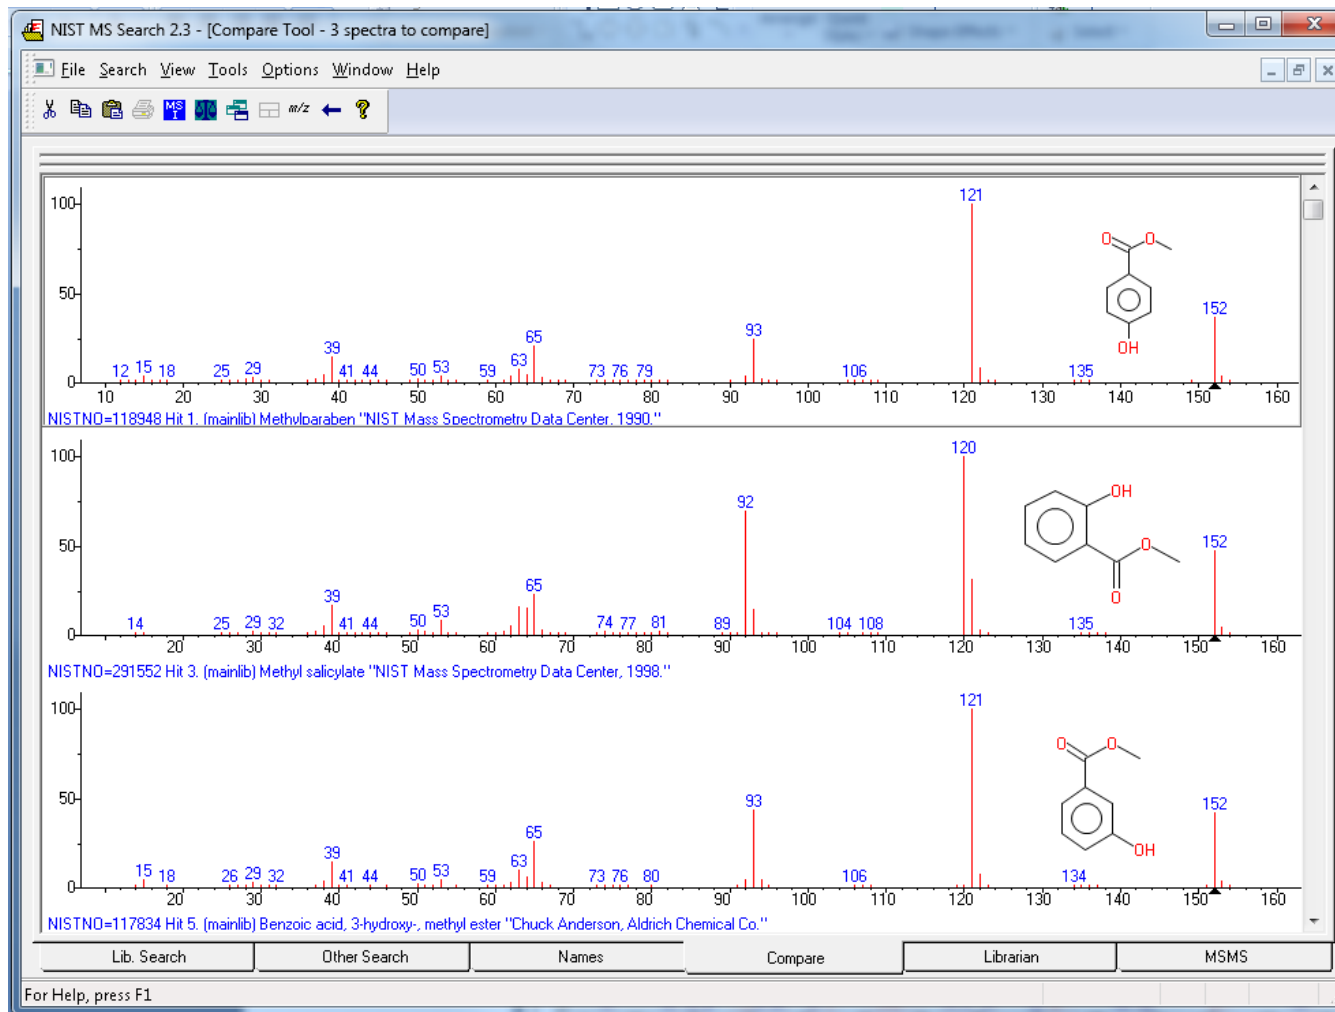 NIST MS Search 2.3 - [Compare Tool - 3 spectra to compare]
File Search View Tools Options Window Help
MS I m/z ?
100
50
0
121
152
93
65
63
39
12 15 18 25 29 41 44 50 53 59 73 76 79 106 135
O O OH
10 20 30 40 50 60 70 80 90 100 110 120 130 140 150 160
NISTNO=118948 Hit 1. (mainlib) Methylparaben "NIST Mass Spectrometry Data Center, 1990."
100
50
0
120
92
152
65
39
14 25 29 32 41 44 50 53 74 77 81 89 104 108 135
OH O O
20 30 40 50 60 70 80 90 100 110 120 130 140 150 160
NISTNO=291552 Hit 3. (mainlib) Methyl salicylate "NIST Mass Spectrometry Data Center, 1998."
100
50
0
121
93
152
65
63
39
15 18 26 29 32 41 44 50 53 59 73 76 80 106 134
O O OH
20 30 40 50 60 70 80 90 100 110 120 130 140 150 160
NISTNO=117834 Hit 5. (mainlib) Benzoic acid, 3-hydroxy-, methyl ester "Chuck Anderson, Aldrich Chemical Co."
Lib. Search Other Search Names Compare Librarian MSMS
For Help, press F1